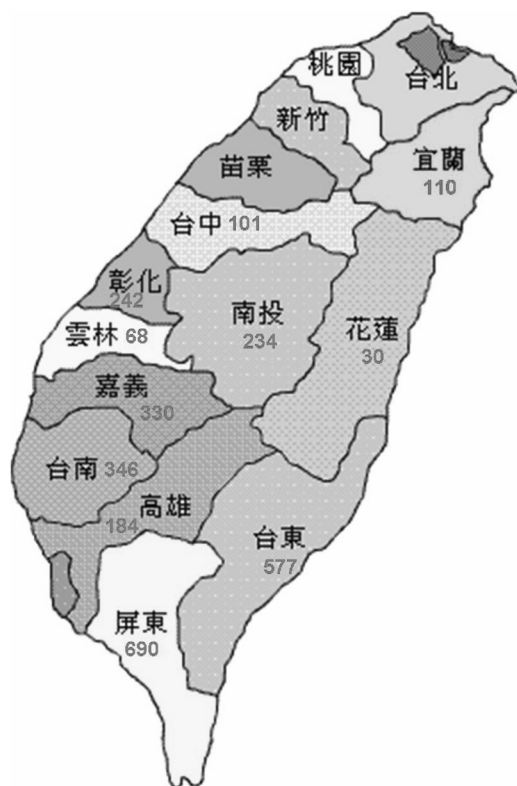 桃園
台北
新竹
宜蘭
110
苗栗
台中 101
彰化
242
南投
234
花蓮
30
雲林 68
嘉義
330
台南 346
高雄
184
台東
577
屏東
690